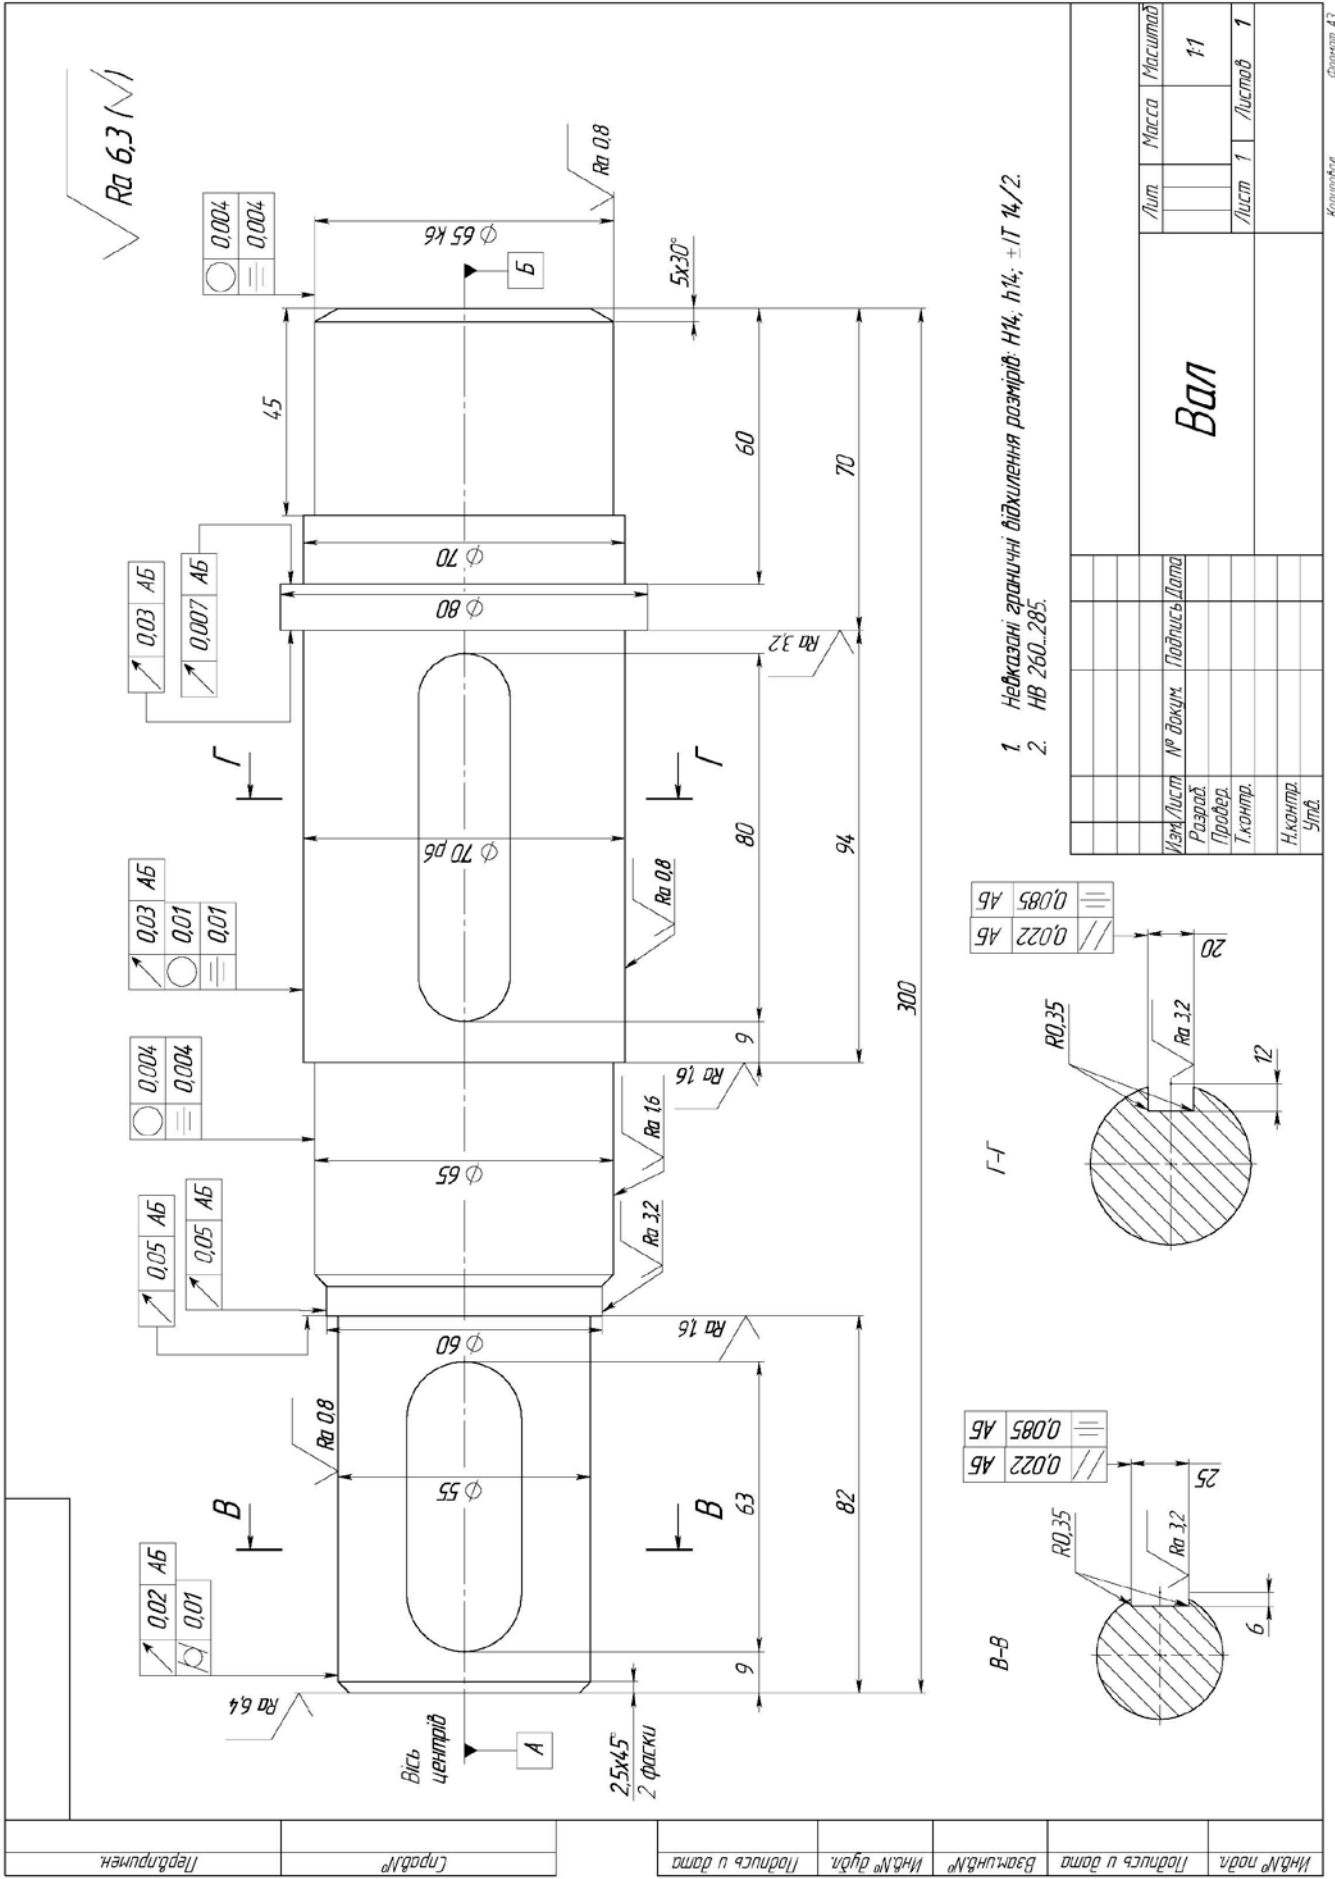 Ra 6,3 (√)
0,02 АБ
0,01
0,05 АБ
0,05 АБ
0,004
0,004
0,03 АБ
0,01
0,01
0,03 АБ
0,007 АБ
0,004
0,004
Ra 6,4
Ra 0,8
В
Г
45
Вісь
центрів
А
Ø 55
Ø 60
Ø 65
Ø 70 p6
Ø 80
Ø 70
Ø 65 k6
Б
Ra 0,8
2,5x45°
2 фаски
Ra 3,2
Ra 1,6
Ra 0,8
5x30°
В
Г
Ra 1,6
Ra 1,6
Ra 3,2
9
63
9
80
60
82
94
70
300
В-В
Г-Г
R0,35
Ra 3,2
6
25
0,022 АБ
0,085 АБ
R0,35
Ra 3,2
12
20
0,022 АБ
0,085 АБ
1. Невказані граничні відхилення розмірів: H14; h14; ±IT 14/2.
2. HB 260...285.
Изм. Лист № докум. Подпись Дата
Разраб.
Провер.
Т.контр.
Н.контр.
Утв.
Вал
Лит. Масса Масштаб
1:1
Лист 1 Листов 1
Копировал Формат А3
Перв.примен.
Справ.№
Подпись и дата
Инв.№ дубл.
Взам.инв.№
Подпись и дата
Инв.№ подл.